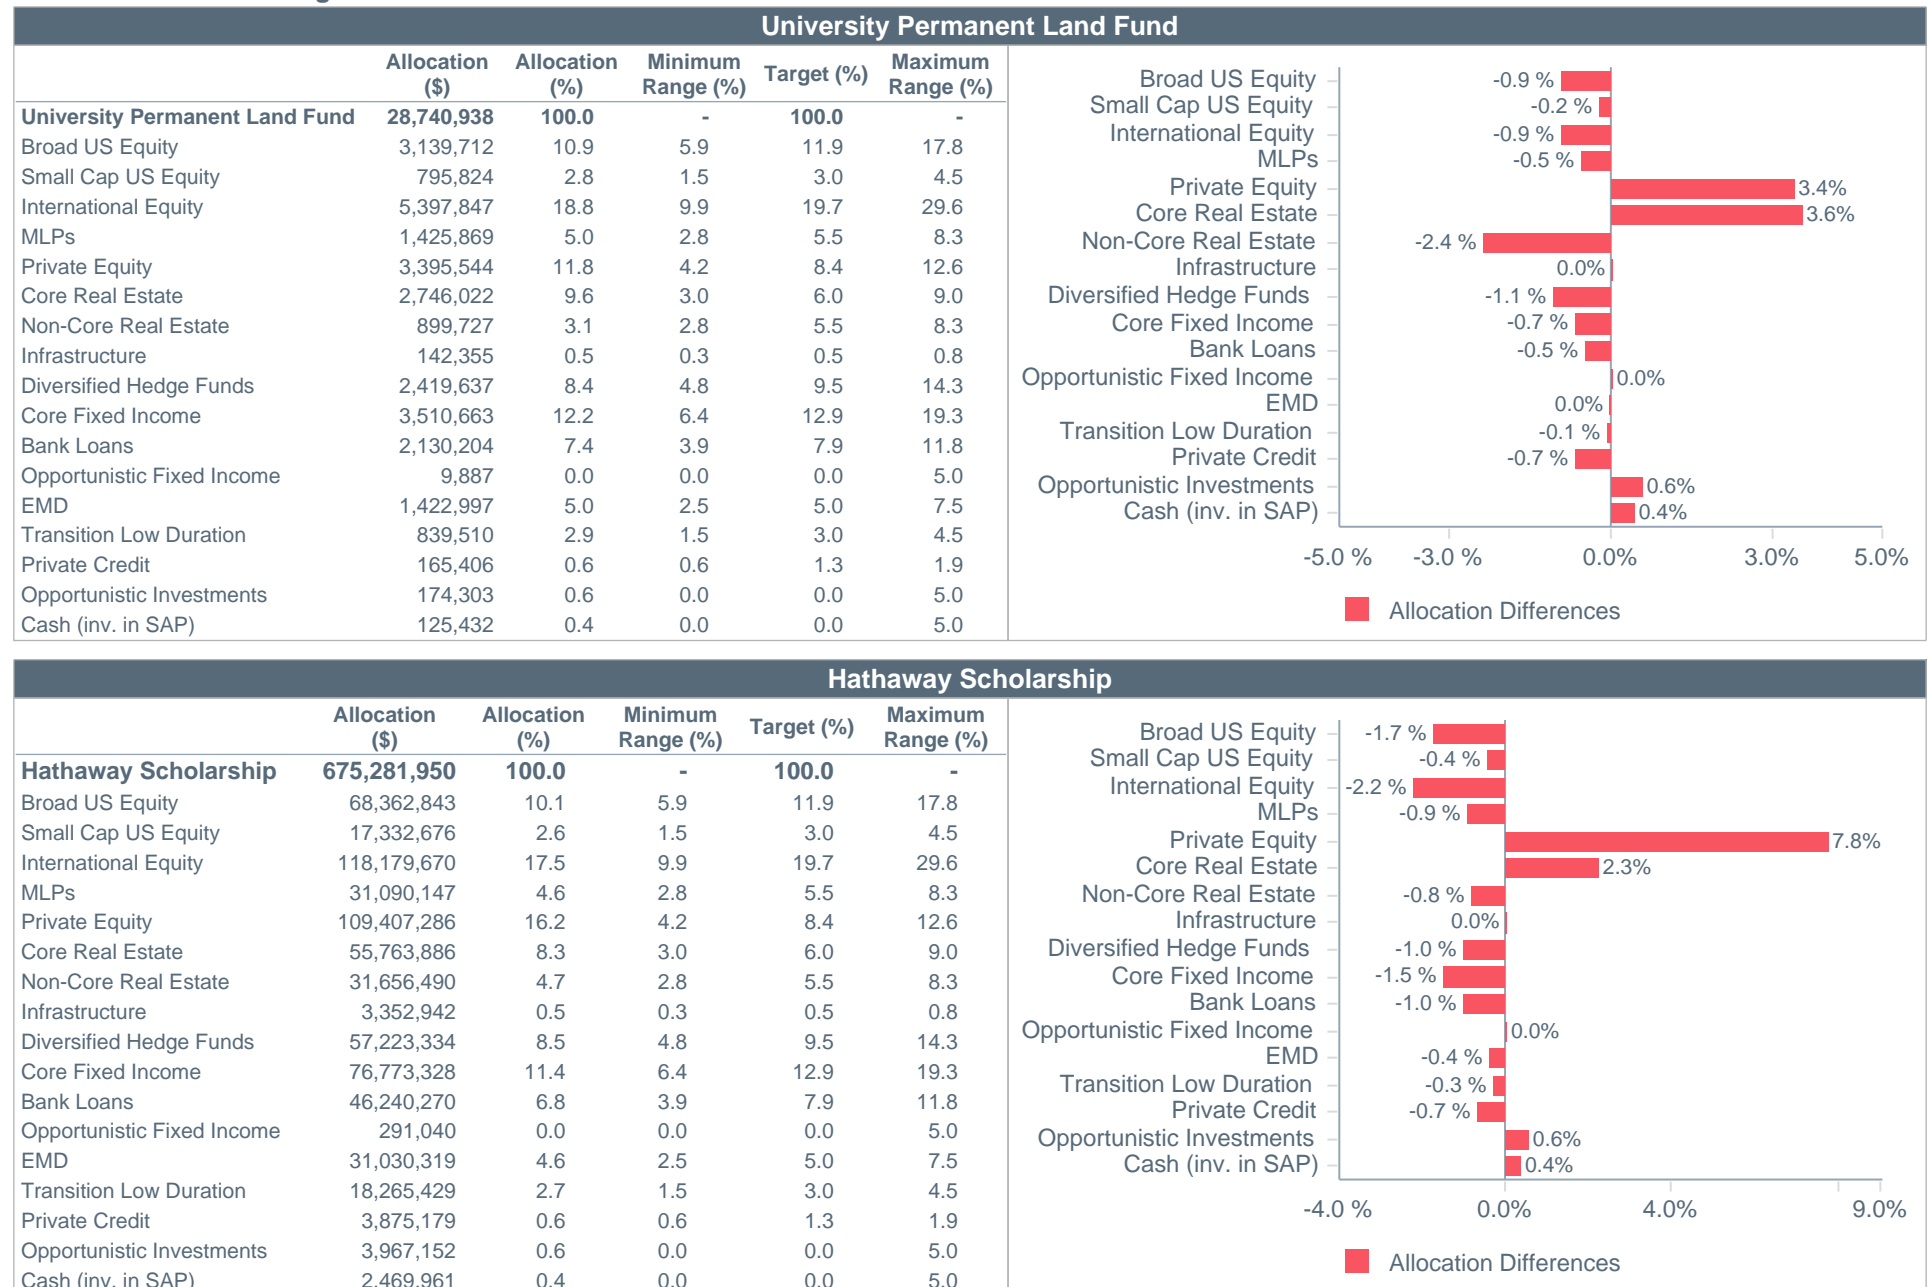 University Permanent Land Fund
Allocation ($) Allocation (%) Minimum Range (%) Target (%) Maximum Range (%)
University Permanent Land Fund 28,740,938 100.0 - 100.0 -
Broad US Equity 3,139,712 10.9 5.9 11.9 17.8
Small Cap US Equity 795,824 2.8 1.5 3.0 4.5
International Equity 5,397,847 18.8 9.9 19.7 29.6
MLPs 1,425,869 5.0 2.8 5.5 8.3
Private Equity 3,395,544 11.8 4.2 8.4 12.6
Core Real Estate 2,746,022 9.6 3.0 6.0 9.0
Non-Core Real Estate 899,727 3.1 2.8 5.5 8.3
Infrastructure 142,355 0.5 0.3 0.5 0.8
Diversified Hedge Funds 2,419,637 8.4 4.8 9.5 14.3
Core Fixed Income 3,510,663 12.2 6.4 12.9 19.3
Bank Loans 2,130,204 7.4 3.9 7.9 11.8
Opportunistic Fixed Income 9,887 0.0 0.0 0.0 5.0
EMD 1,422,997 5.0 2.5 5.0 7.5
Transition Low Duration 839,510 2.9 1.5 3.0 4.5
Private Credit 165,406 0.6 0.6 1.3 1.9
Opportunistic Investments 174,303 0.6 0.0 0.0 5.0
Cash (inv. in SAP) 125,432 0.4 0.0 0.0 5.0
Broad US Equity -0.9 %
Small Cap US Equity -0.2 %
International Equity -0.9 %
MLPs -0.5 %
Private Equity 3.4%
Core Real Estate 3.6%
Non-Core Real Estate -2.4 %
Infrastructure 0.0%
Diversified Hedge Funds -1.1 %
Core Fixed Income -0.7 %
Bank Loans -0.5 %
Opportunistic Fixed Income 0.0%
EMD 0.0%
Transition Low Duration -0.1 %
Private Credit -0.7 %
Opportunistic Investments 0.6%
Cash (inv. in SAP) 0.4%
-5.0 % -3.0 % 0.0% 3.0% 5.0%
Allocation Differences
Hathaway Scholarship
Allocation ($) Allocation (%) Minimum Range (%) Target (%) Maximum Range (%)
Hathaway Scholarship 675,281,950 100.0 - 100.0 -
Broad US Equity 68,362,843 10.1 5.9 11.9 17.8
Small Cap US Equity 17,332,676 2.6 1.5 3.0 4.5
International Equity 118,179,670 17.5 9.9 19.7 29.6
MLPs 31,090,147 4.6 2.8 5.5 8.3
Private Equity 109,407,286 16.2 4.2 8.4 12.6
Core Real Estate 55,763,886 8.3 3.0 6.0 9.0
Non-Core Real Estate 31,656,490 4.7 2.8 5.5 8.3
Infrastructure 3,352,942 0.5 0.3 0.5 0.8
Diversified Hedge Funds 57,223,334 8.5 4.8 9.5 14.3
Core Fixed Income 76,773,328 11.4 6.4 12.9 19.3
Bank Loans 46,240,270 6.8 3.9 7.9 11.8
Opportunistic Fixed Income 291,040 0.0 0.0 0.0 5.0
EMD 31,030,319 4.6 2.5 5.0 7.5
Transition Low Duration 18,265,429 2.7 1.5 3.0 4.5
Private Credit 3,875,179 0.6 0.6 1.3 1.9
Opportunistic Investments 3,967,152 0.6 0.0 0.0 5.0
Cash (inv. in SAP) 2,469,961 0.4 0.0 0.0 5.0
Broad US Equity -1.7 %
Small Cap US Equity -0.4 %
International Equity -2.2 %
MLPs -0.9 %
Private Equity 7.8%
Core Real Estate 2.3%
Non-Core Real Estate -0.8 %
Infrastructure 0.0%
Diversified Hedge Funds -1.0 %
Core Fixed Income -1.5 %
Bank Loans -1.0 %
Opportunistic Fixed Income 0.0%
EMD -0.4 %
Transition Low Duration -0.3 %
Private Credit -0.7 %
Opportunistic Investments 0.6%
Cash (inv. in SAP) 0.4%
-4.0 % 0.0% 4.0% 9.0%
Allocation Differences